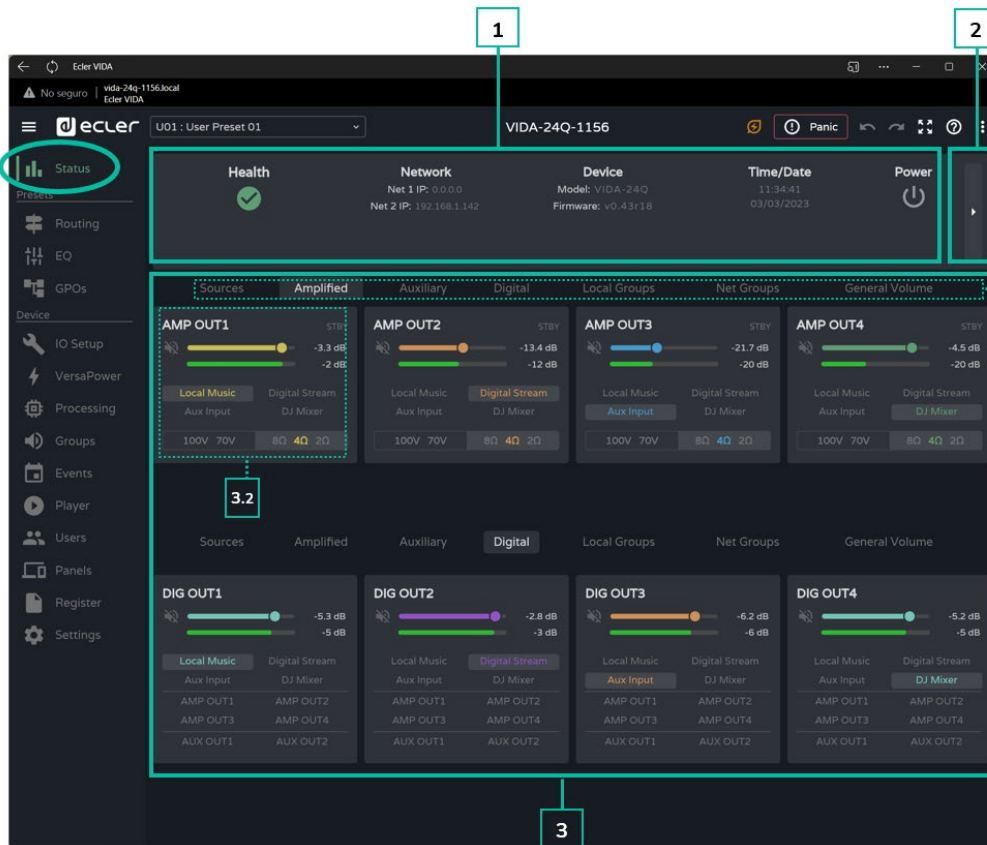 1
2
Ecler VIDA
No seguro
vida-24q-1156.local
Ecler VIDA
ecler
U01 : User Preset 01
VIDA-24Q-1156
Panic
Status
Presets
Routing
EQ
GPOs
Device
IO Setup
VersaPower
Processing
Groups
Events
Player
Users
Panels
Register
Settings
Health
Network
Net 1 IP: 0.0.0.0
Net 2 IP: 192.168.1.142
Device
Model: VIDA-24Q
Firmware: v0.43r18
Time/Date
11:34:41
03/03/2023
Power
Sources Amplified Auxiliary Digital Local Groups Net Groups General Volume
AMP OUT1 STBY
-3.3 dB
-2 dB
Local Music Digital Stream
Aux Input DJ Mixer
100V 70V 8Ω 4Ω 2Ω
AMP OUT2 STBY
-13.4 dB
-12 dB
Local Music Digital Stream
Aux Input DJ Mixer
100V 70V 8Ω 4Ω 2Ω
AMP OUT3 STBY
-21.7 dB
-20 dB
Local Music Digital Stream
Aux Input DJ Mixer
100V 70V 8Ω 4Ω 2Ω
AMP OUT4 STBY
-4.5 dB
-20 dB
Local Music Digital Stream
Aux Input DJ Mixer
100V 70V 8Ω 4Ω 2Ω
3.2
Sources Amplified Auxiliary Digital Local Groups Net Groups General Volume
DIG OUT1
-5.3 dB
-5 dB
Local Music Digital Stream
Aux Input DJ Mixer
AMP OUT1 AMP OUT2
AMP OUT3 AMP OUT4
AUX OUT1 AUX OUT2
DIG OUT2
-2.8 dB
-3 dB
Local Music Digital Stream
Aux Input DJ Mixer
AMP OUT1 AMP OUT2
AMP OUT3 AMP OUT4
AUX OUT1 AUX OUT2
DIG OUT3
-6.2 dB
-6 dB
Local Music Digital Stream
Aux Input DJ Mixer
AMP OUT1 AMP OUT2
AMP OUT3 AMP OUT4
AUX OUT1 AUX OUT2
DIG OUT4
-5.2 dB
-5 dB
Local Music Digital Stream
Aux Input DJ Mixer
AMP OUT1 AMP OUT2
AMP OUT3 AMP OUT4
AUX OUT1 AUX OUT2
3